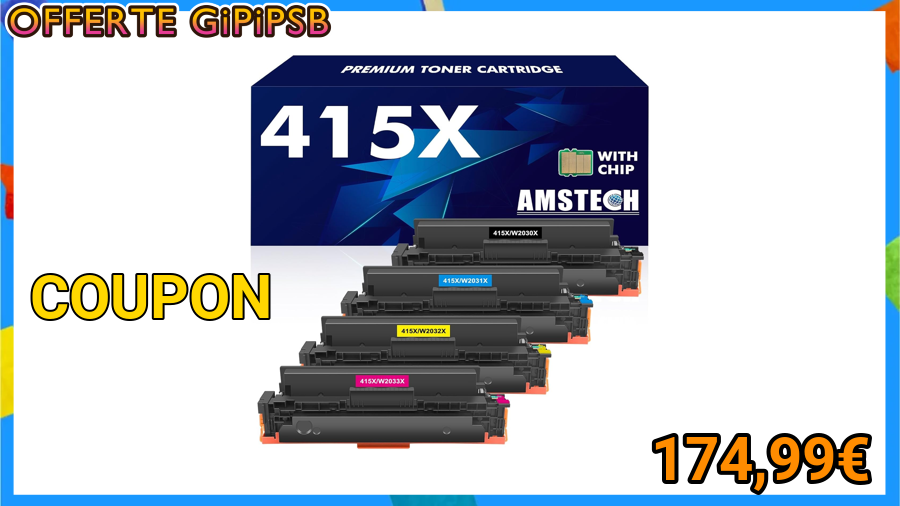 OFFERTE GiPiPSB
PREMIUM TONER CARTRIDGE
415X
WITH
CHIP
AMSTECH
415X/W2030X
415X/W2031X
COUPON
415X/W2032X
415X/W2033X
174,99€